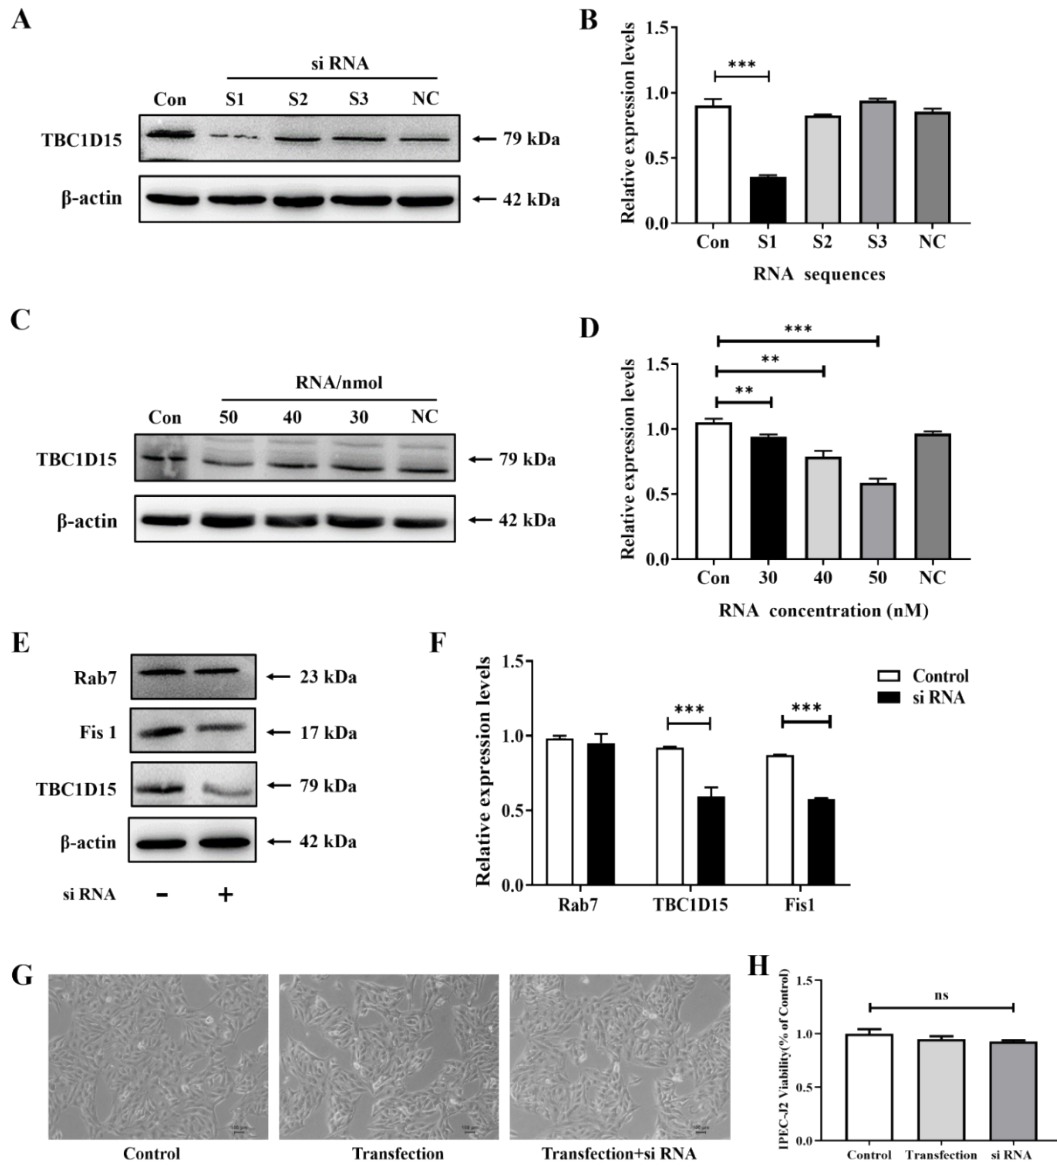 A
si RNA
Con S1 S2 S3 NC
TBC1D15 ← 79 kDa
β-actin ← 42 kDa
B
Relative expression levels
1.5
1.0
0.5
0.0
***
Con S1 S2 S3 NC
RNA sequences
C
RNA/nmol
Con 50 40 30 NC
TBC1D15 ← 79 kDa
β-actin ← 42 kDa
D
Relative expression levels
1.5
1.0
0.5
0.0
***
**
**
Con 30 40 50 NC
RNA concentration (nM)
E
Rab7 ← 23 kDa
Fis 1 ← 17 kDa
TBC1D15 ← 79 kDa
β-actin ← 42 kDa
si RNA - +
F
Relative expression levels
1.5
1.0
0.5
0.0
*** ***
Control
si RNA
Rab7 TBC1D15 Fis1
G
Control Transfection Transfection+si RNA
H
IPEC-J2 Viability(% of Control)
1.5
1.0
0.5
0.0
ns
Control Transfection si RNA